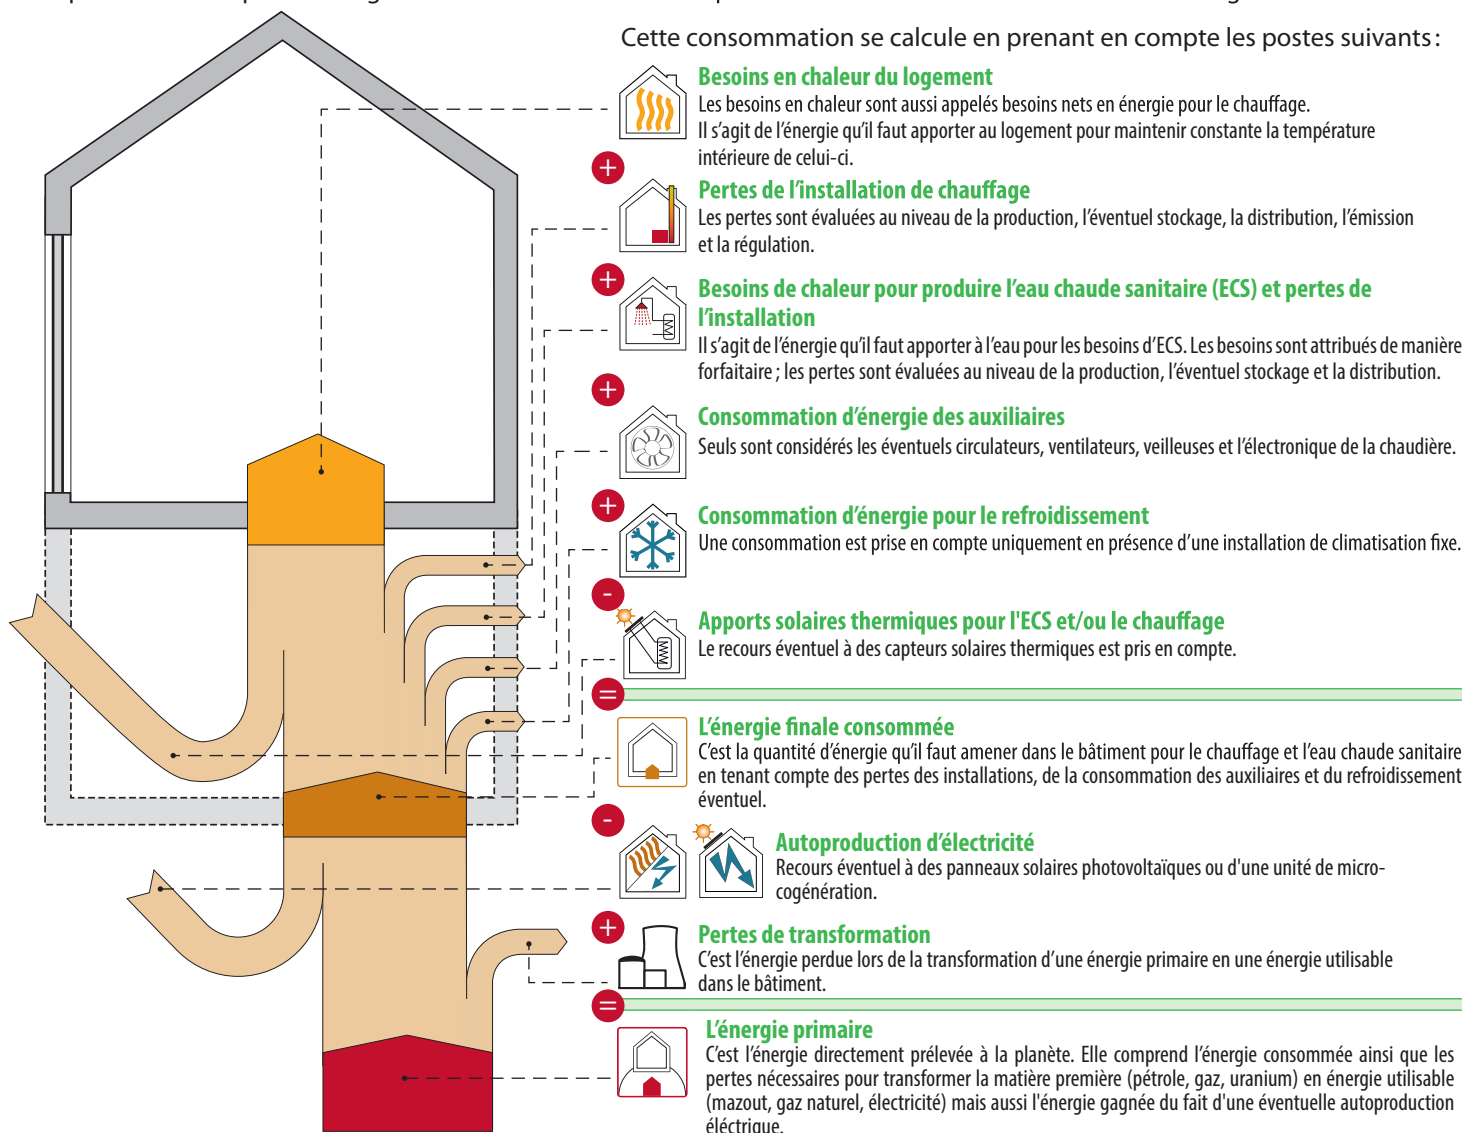 Cette consommation se calcule en prenant en compte les postes suivants :
Besoins en chaleur du logement
Les besoins en chaleur sont aussi appelés besoins nets en énergie pour le chauffage.
Il s’agit de l’énergie qu’il faut apporter au logement pour maintenir constante la température
intérieure de celui-ci.
+
Pertes de l’installation de chauffage
Les pertes sont évaluées au niveau de la production, l’éventuel stockage, la distribution, l’émission
et la régulation.
+
Besoins de chaleur pour produire l’eau chaude sanitaire (ECS) et pertes de
l’installation
Il s’agit de l’énergie qu’il faut apporter à l’eau pour les besoins d’ECS. Les besoins sont attribués de manière
forfaitaire ; les pertes sont évaluées au niveau de la production, l’éventuel stockage et la distribution.
+
Consommation d’énergie des auxiliaires
Seuls sont considérés les éventuels circulateurs, ventilateurs, veilleuses et l’électronique de la chaudière.
+
Consommation d’énergie pour le refroidissement
Une consommation est prise en compte uniquement en présence d’une installation de climatisation fixe.
-
Apports solaires thermiques pour l'ECS et/ou le chauffage
Le recours éventuel à des capteurs solaires thermiques est pris en compte.
=
L’énergie finale consommée
C’est la quantité d’énergie qu’il faut amener dans le bâtiment pour le chauffage et l’eau chaude sanitaire
en tenant compte des pertes des installations, de la consommation des auxiliaires et du refroidissement
éventuel.
-
Autoproduction d’électricité
Recours éventuel à des panneaux solaires photovoltaïques ou d'une unité de micro-
cogénération.
+
Pertes de transformation
C’est l’énergie perdue lors de la transformation d’une énergie primaire en une énergie utilisable
dans le bâtiment.
=
L’énergie primaire
C’est l’énergie directement prélevée à la planète. Elle comprend l’énergie consommée ainsi que les
pertes nécessaires pour transformer la matière première (pétrole, gaz, uranium) en énergie utilisable
(mazout, gaz naturel, électricité) mais aussi l'énergie gagnée du fait d'une éventuelle autoproduction
éléctrique.